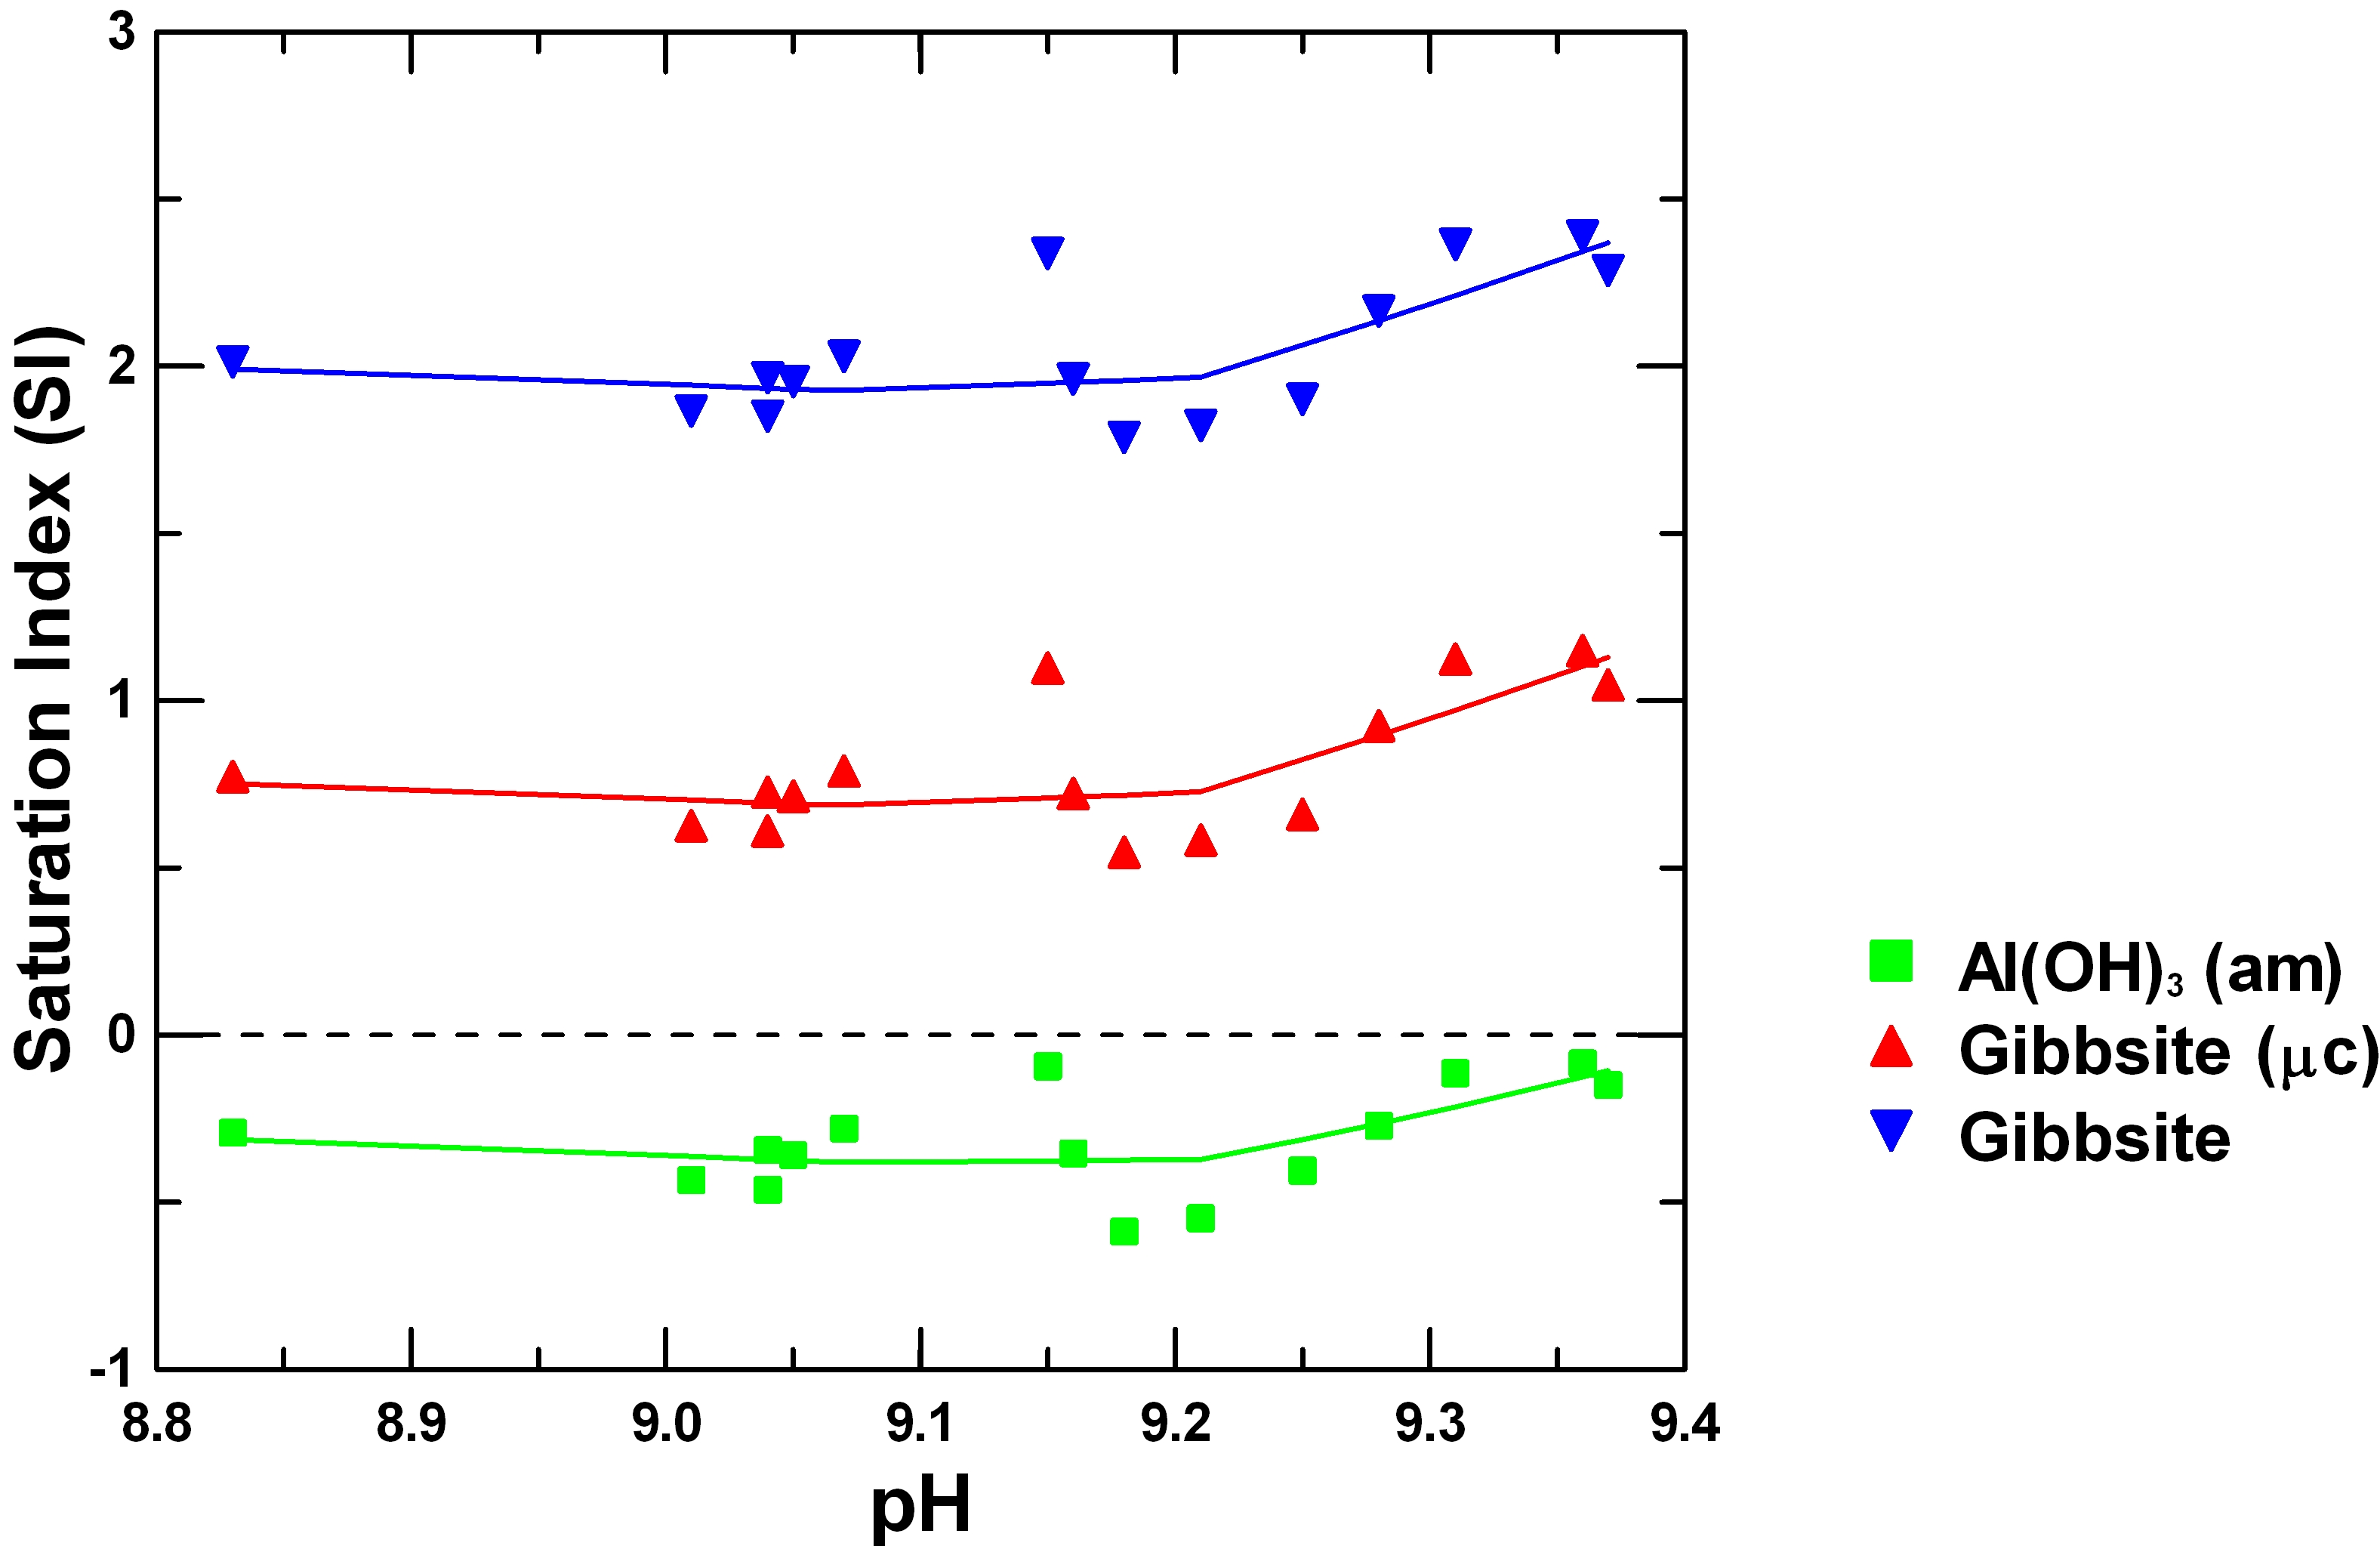 3
2
1
0
-1
Saturation Index (SI)
8.8 8.9 9.0 9.1 9.2 9.3 9.4
pH
Al(OH)₃ (am)
Gibbsite (μc)
Gibbsite